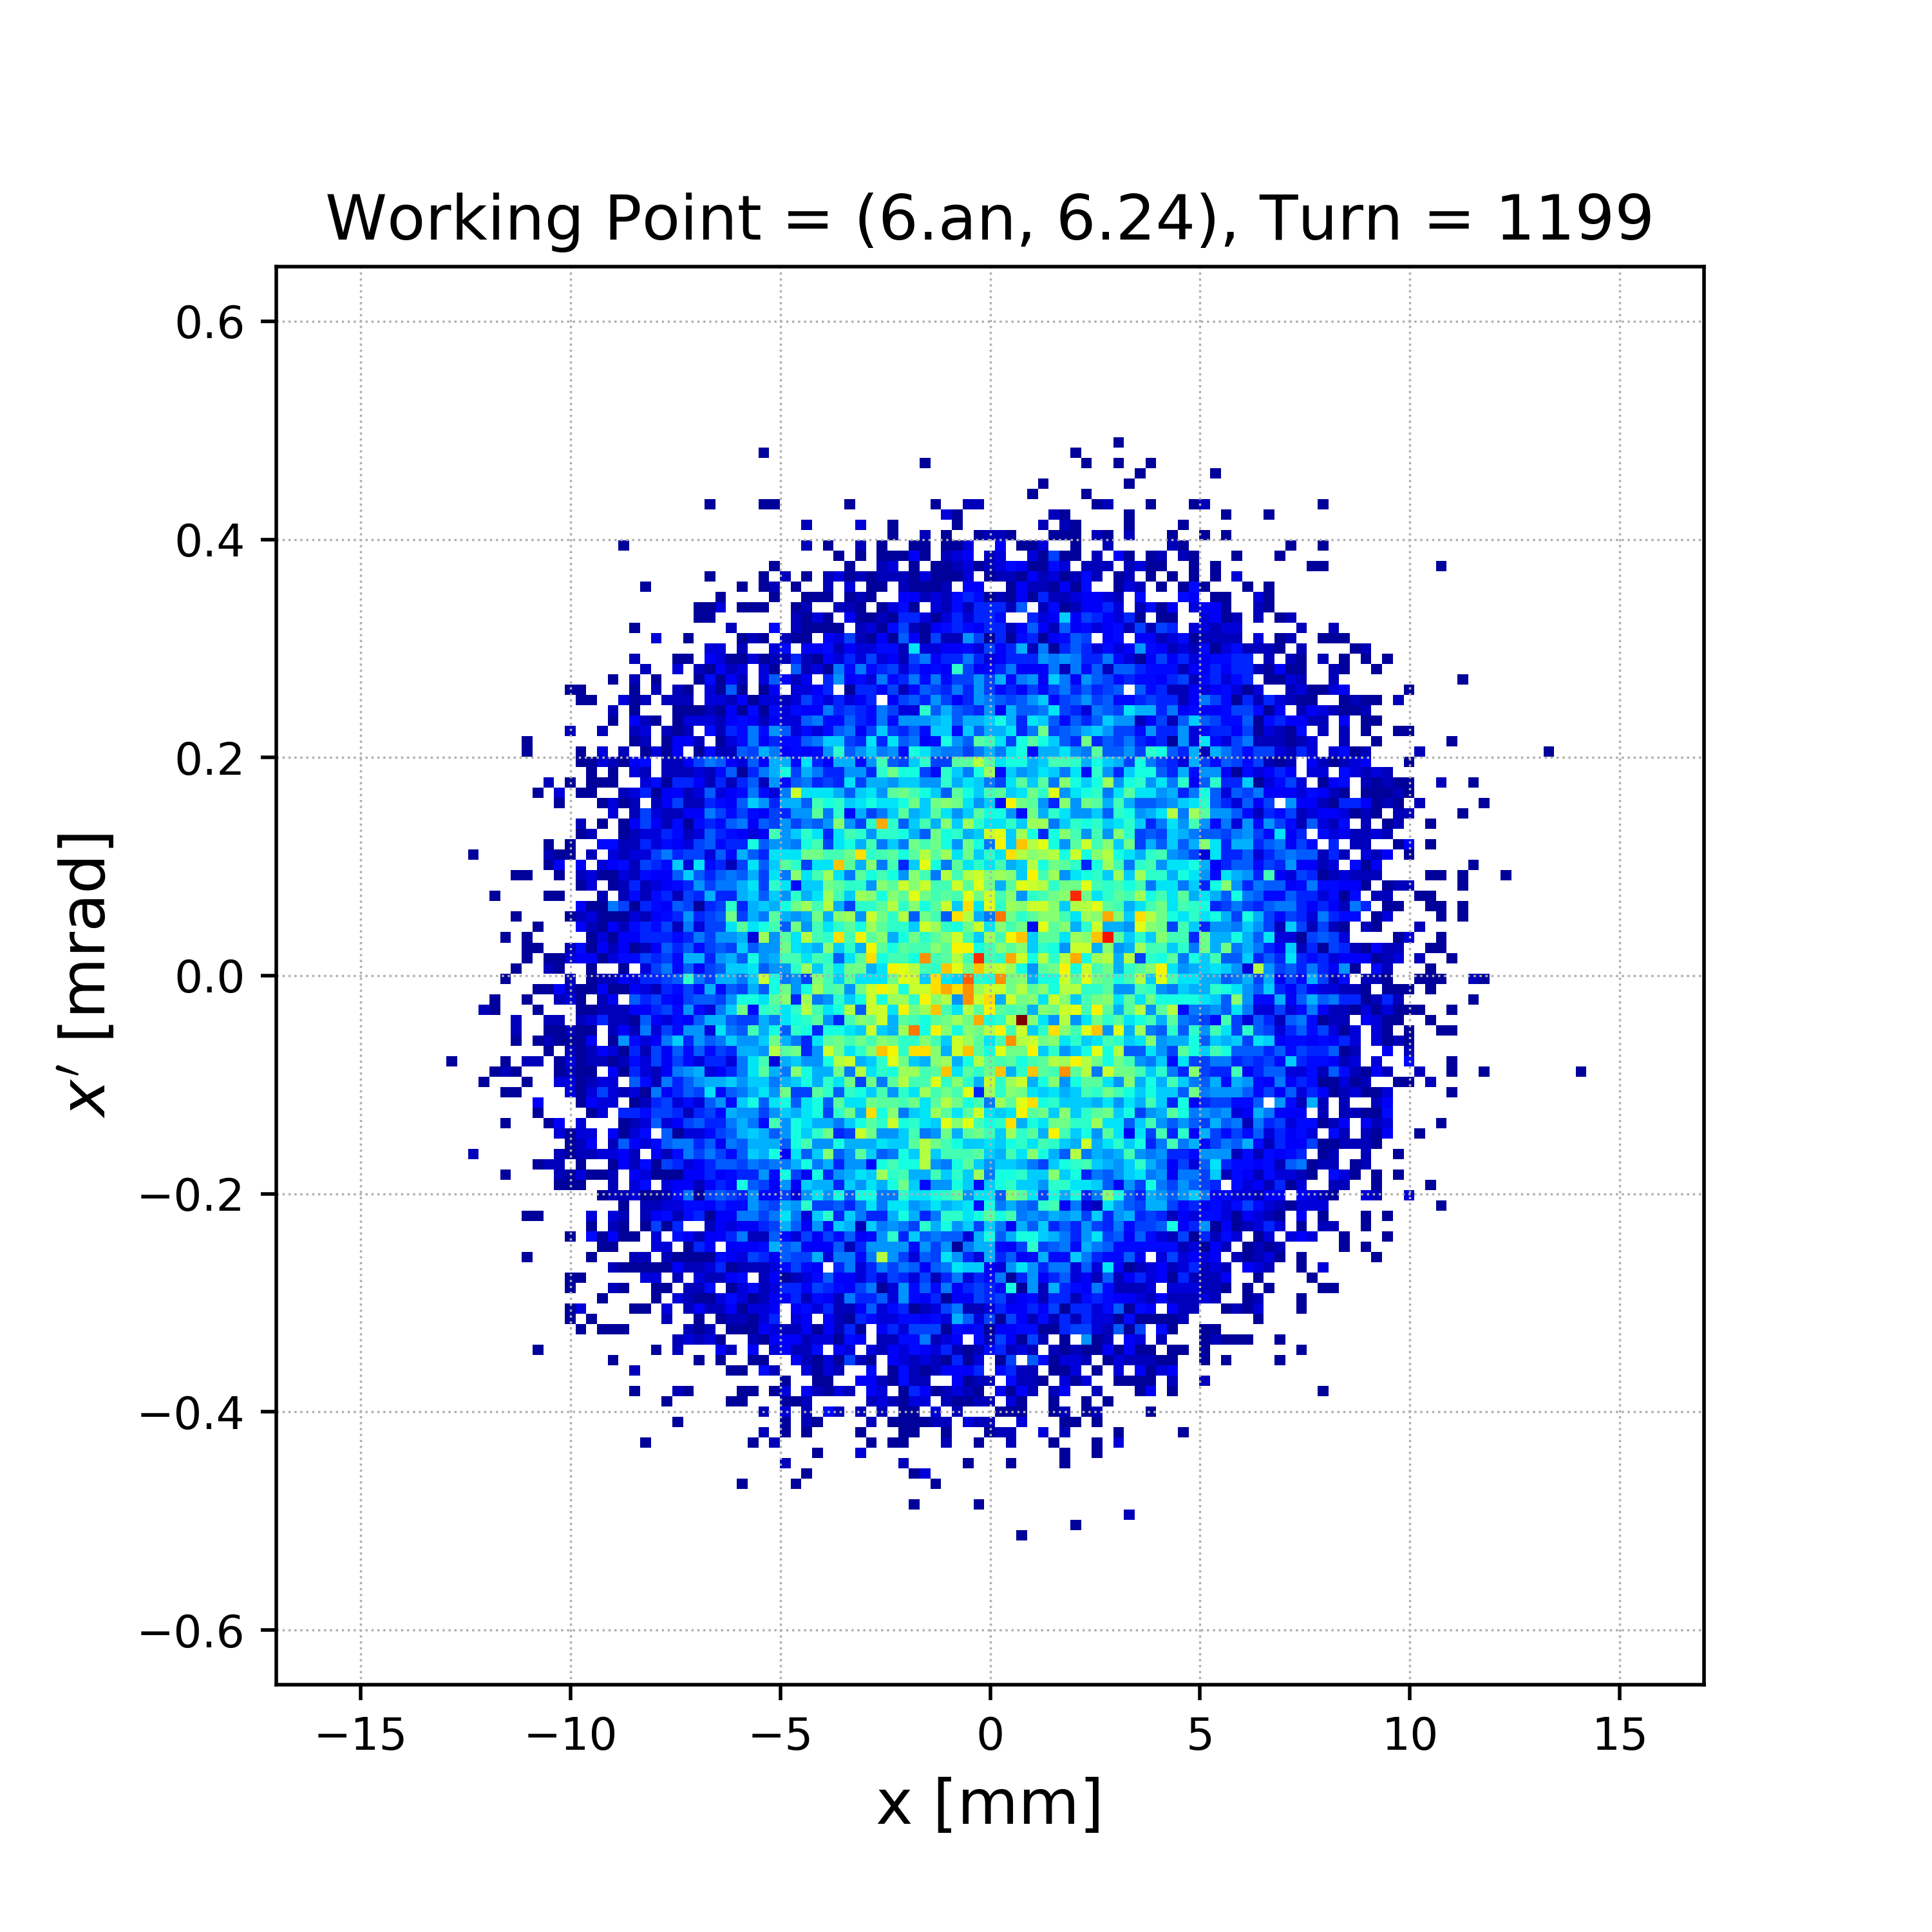 Working Point = (6.an, 6.24), Turn = 1199
0.6
0.4
0.2
0.0
−0.2
−0.4
−0.6
x′ [mrad]
−15 −10 −5 0 5 10 15
x [mm]